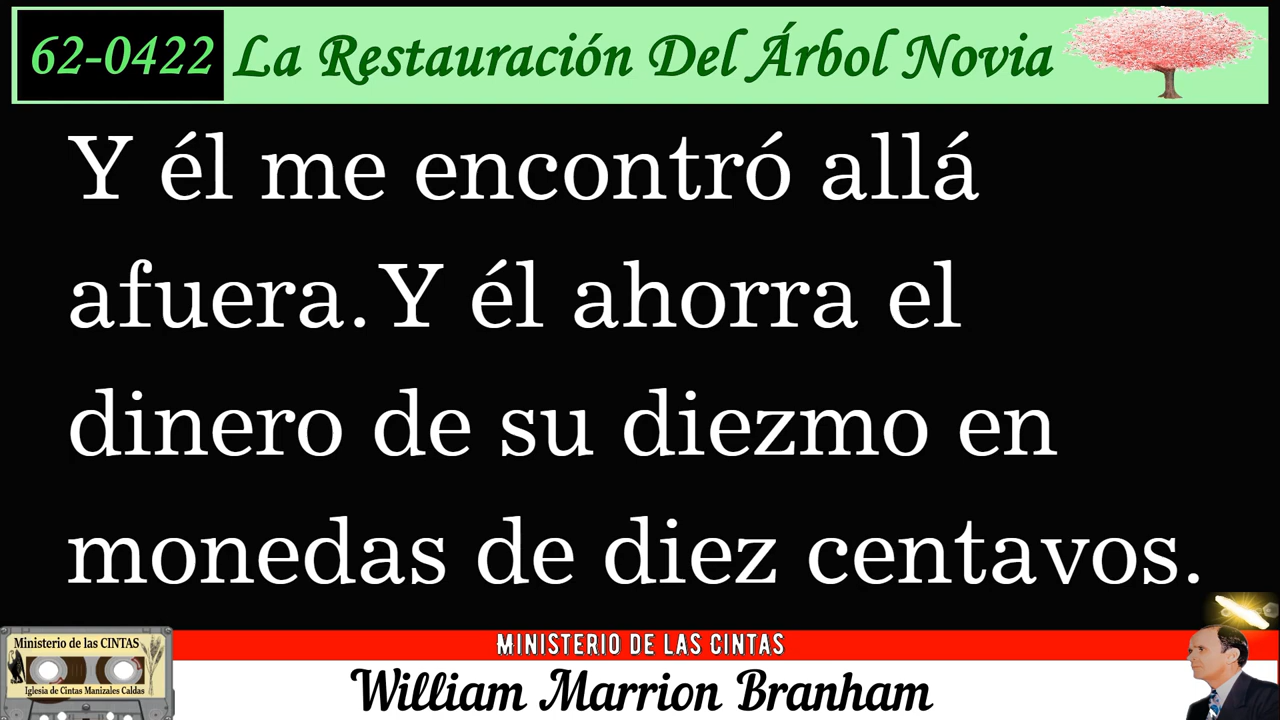 62-0422 La Restauración Del Árbol Novia
Y él me encontró allá
afuera.Y él ahorra el
dinero de su diezmo en
monedas de diez centavos.
Ministerio de las CINTAS
Iglesia de Cintas Manizales Caldas
MINISTERIO DE LAS CINTAS
William Marrion Branham